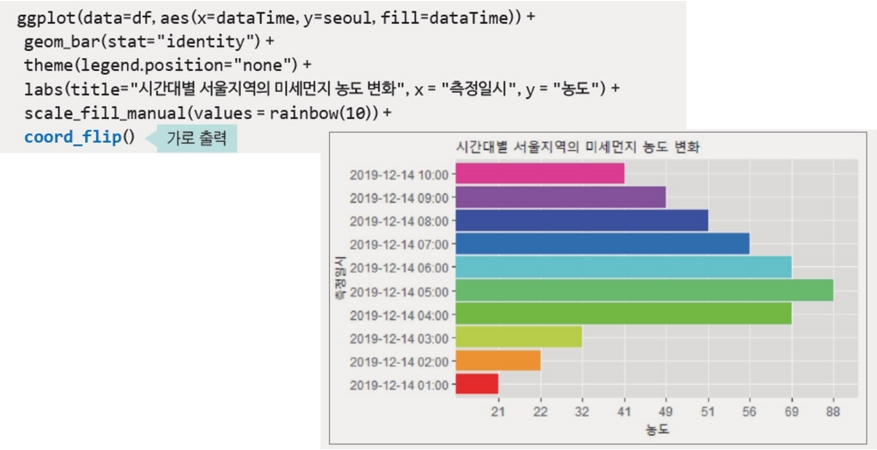 ggplot(data=df, aes(x=dataTime, y=seoul, fill=dataTime)) +
geom_bar(stat="identity") +
theme(legend.position="none") +
labs(title="시간대별 서울지역의 미세먼지 농도 변화", x = "측정일시", y = "농도") +
scale_fill_manual(values = rainbow(10)) +
coord_flip() 가로 출력
시간대별 서울지역의 미세먼지 농도 변화
측정일시
2019-12-14 10:00
2019-12-14 09:00
2019-12-14 08:00
2019-12-14 07:00
2019-12-14 06:00
2019-12-14 05:00
2019-12-14 04:00
2019-12-14 03:00
2019-12-14 02:00
2019-12-14 01:00
21 22 32 41 49 51 56 69 88
농도